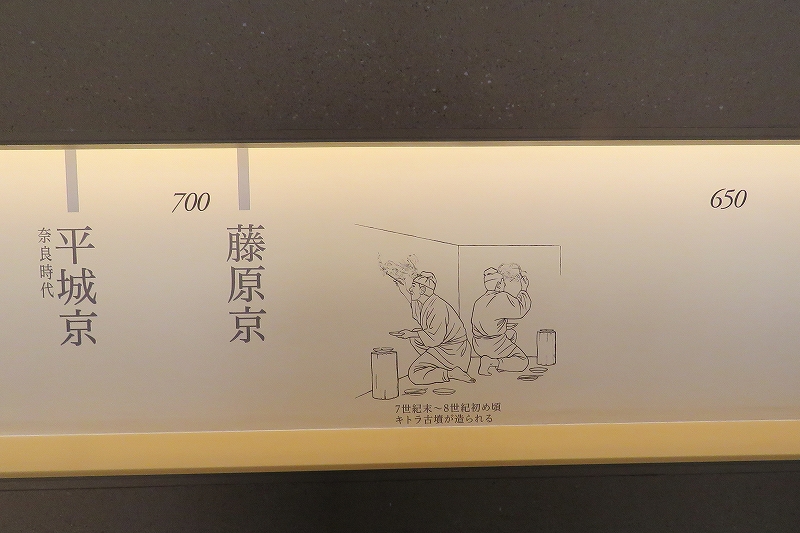 650
7世紀末～8世紀初め頃
キトラ古墳が造られる
藤原京
700
平城京
奈良時代